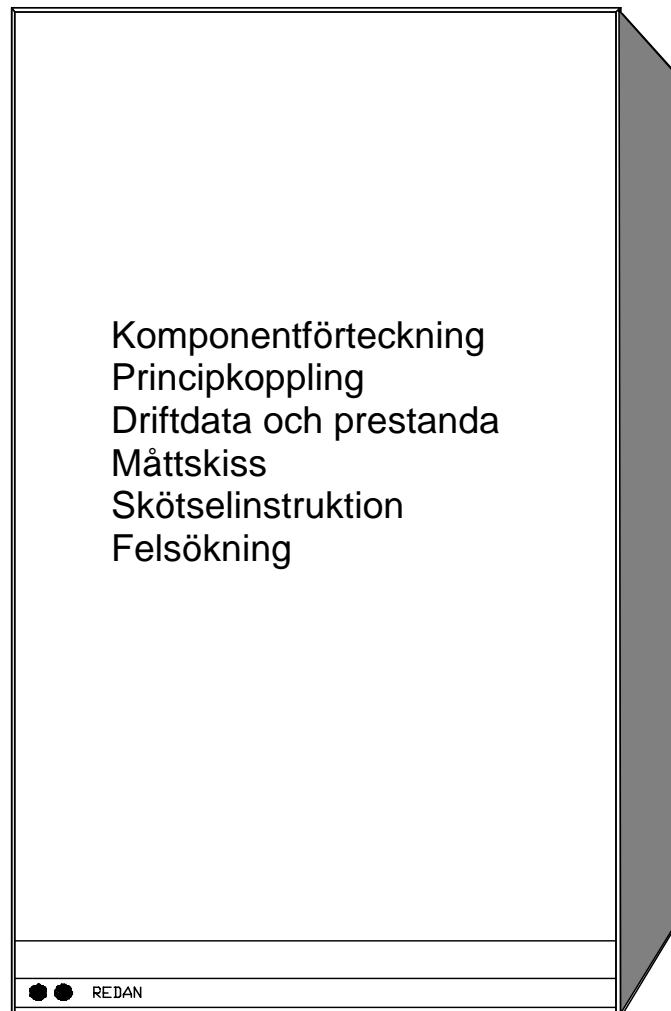 Komponentförteckning
Principkoppling
Driftdata och prestanda
Måttskiss
Skötselinstruktion
Felsökning
REDAN